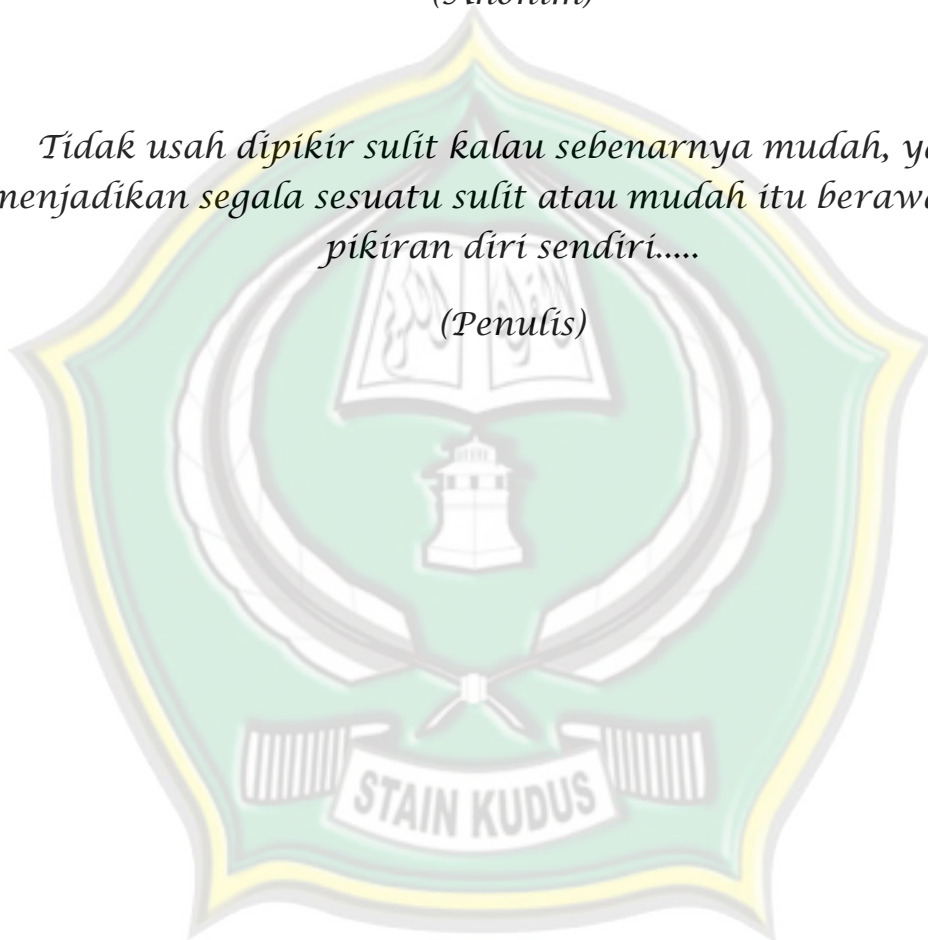 (Anonim)
Tidak usah dipikir sulit kalau sebenarnya mudah,
menjadikan segala sesuatu sulit atau mudah itu
pikiran diri sendiri.....
(Penulis)
STAIN KUDUS